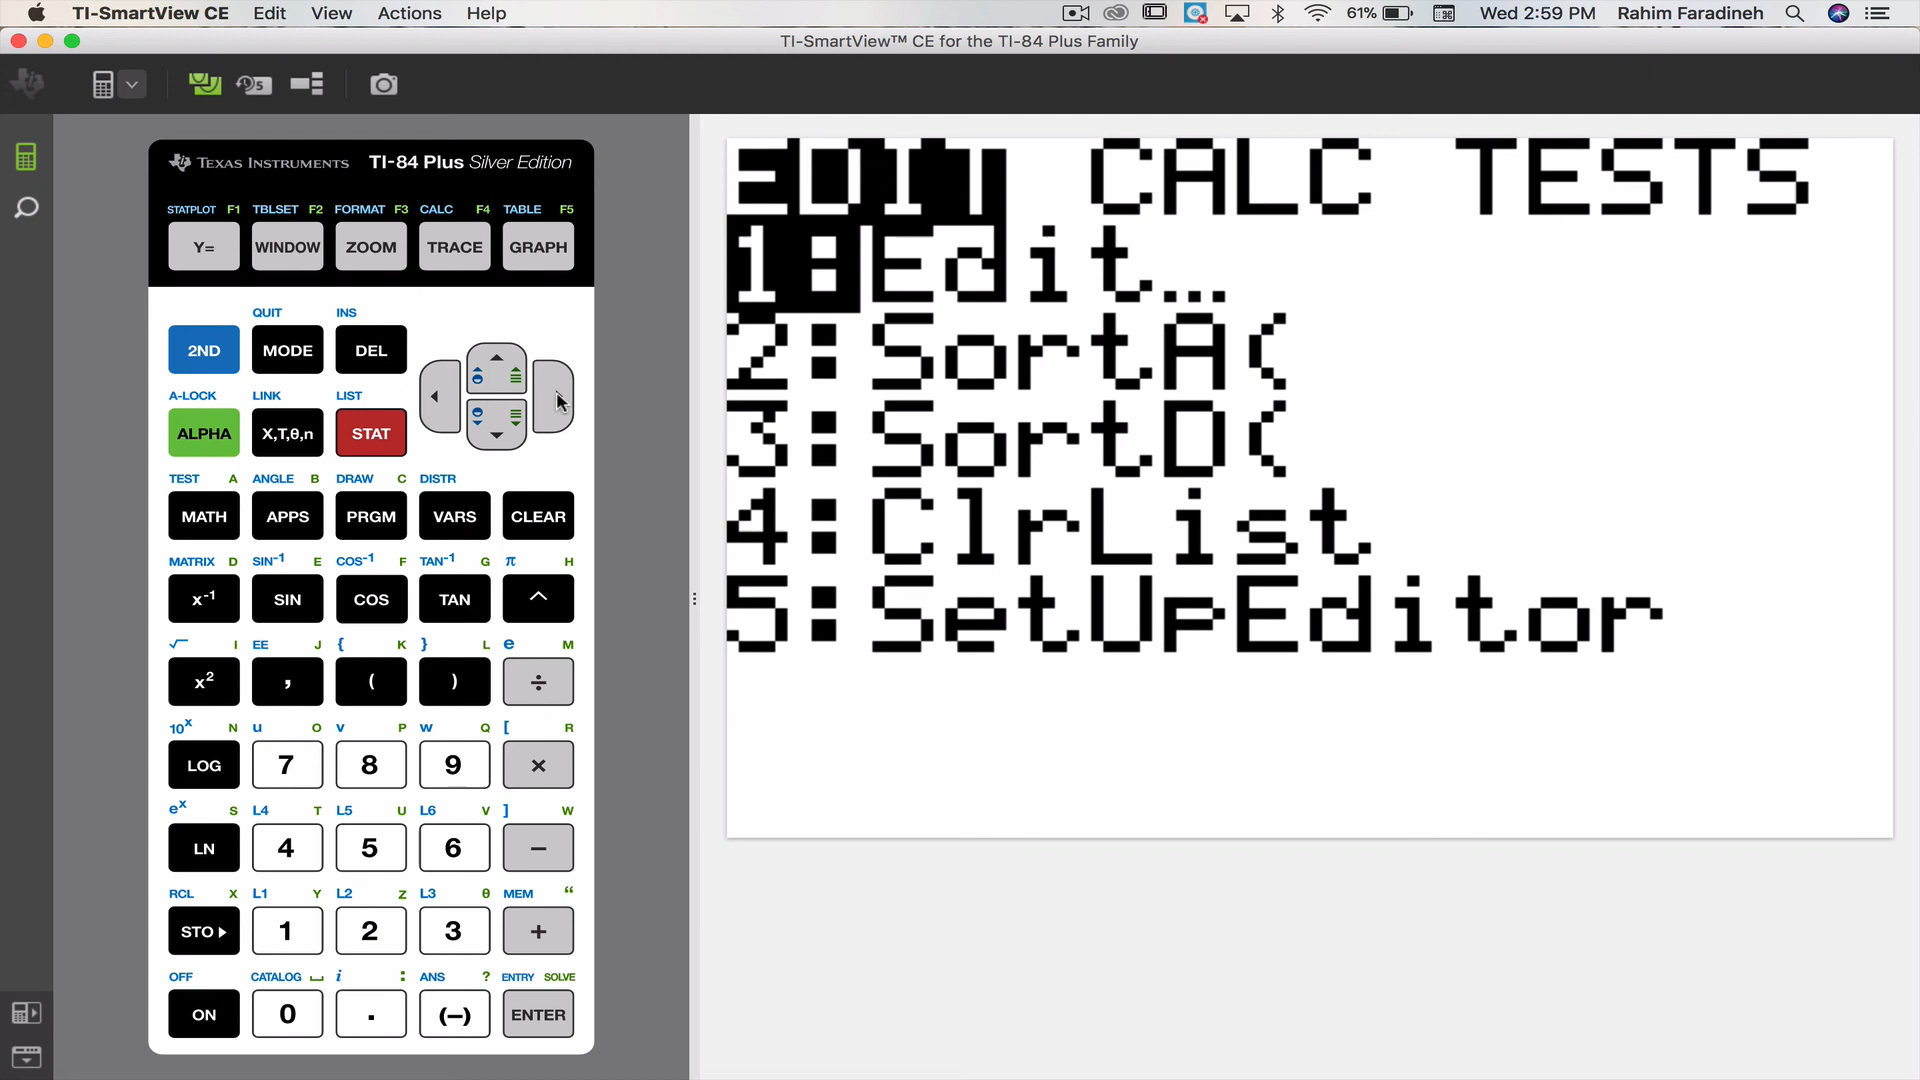 TI-SmartView CE Edit View Actions Help 61% Wed 2:59 PM Rahim Faradineh
TI-SmartView™ CE for the TI-84 Plus Family
TEXAS INSTRUMENTS TI-84 Plus Silver Edition
STATPLOT F1 TBLSET F2 FORMAT F3 CALC F4 TABLE F5
Y= WINDOW ZOOM TRACE GRAPH
QUIT INS
2ND MODE DEL
A-LOCK LINK LIST
ALPHA X,T,θ,n STAT
TEST A ANGLE B DRAW C DISTR
MATH APPS PRGM VARS CLEAR
MATRIX D SIN⁻¹ E COS⁻¹ F TAN⁻¹ G π H
x⁻¹ SIN COS TAN ^
√ I EE J { K } L e M
x² , ( ) ÷
10ˣ N u O v P w Q [ R
LOG 7 8 9 ×
eˣ S L4 T L5 U L6 V ] W
LN 4 5 6 −
RCL X L1 Y L2 Z L3 θ MEM “
STO▸ 1 2 3 +
OFF CATALOG ⎵ i : ANS ? ENTRY SOLVE
ON 0 . (−) ENTER
EDIT CALC TESTS
1:Edit…
2:SortA(
3:SortD(
4:ClrList
5:SetUpEditor